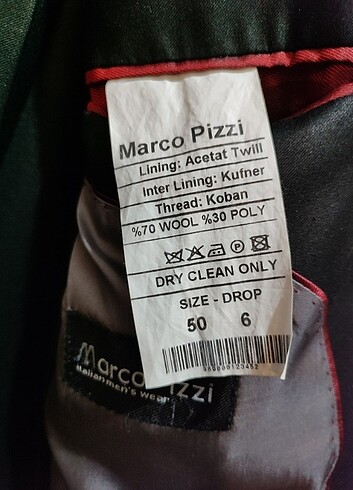 Marco Pizzi
Lining: Acetat Twill
Inter Lining: Kufner
Thread: Koban
%70 WOOL %30 POLY
P
DRY CLEAN ONLY
SIZE - DROP
50 6
Marco Pizzi
Italian men's wear